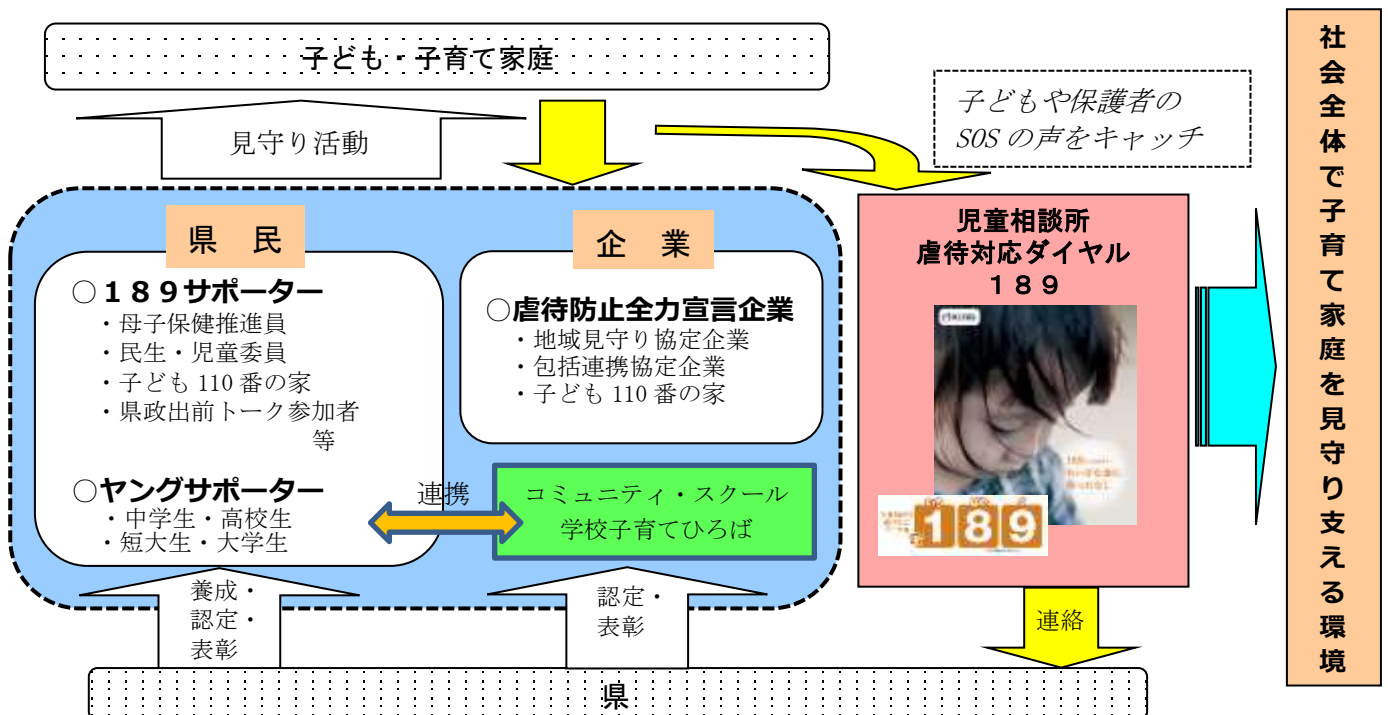 子ども・子育て家庭
見守り活動
子どもや保護者の
SOSの声をキャッチ
県　民
○１８９サポーター
・母子保健推進員
・民生・児童委員
・子ども110番の家
・県政出前トーク参加者
等
○ヤングサポーター
・中学生・高校生
・短大生・大学生
企　業
○虐待防止全力宣言企業
・地域見守り協定企業
・包括連携協定企業
・子ども110番の家
連携
コミュニティ・スクール
学校子育てひろば
児童相談所
虐待対応ダイヤル
１８９
189
養成・
認定・
表彰
認定・
表彰
連絡
県
社会全体で子育て家庭を見守り支える環境